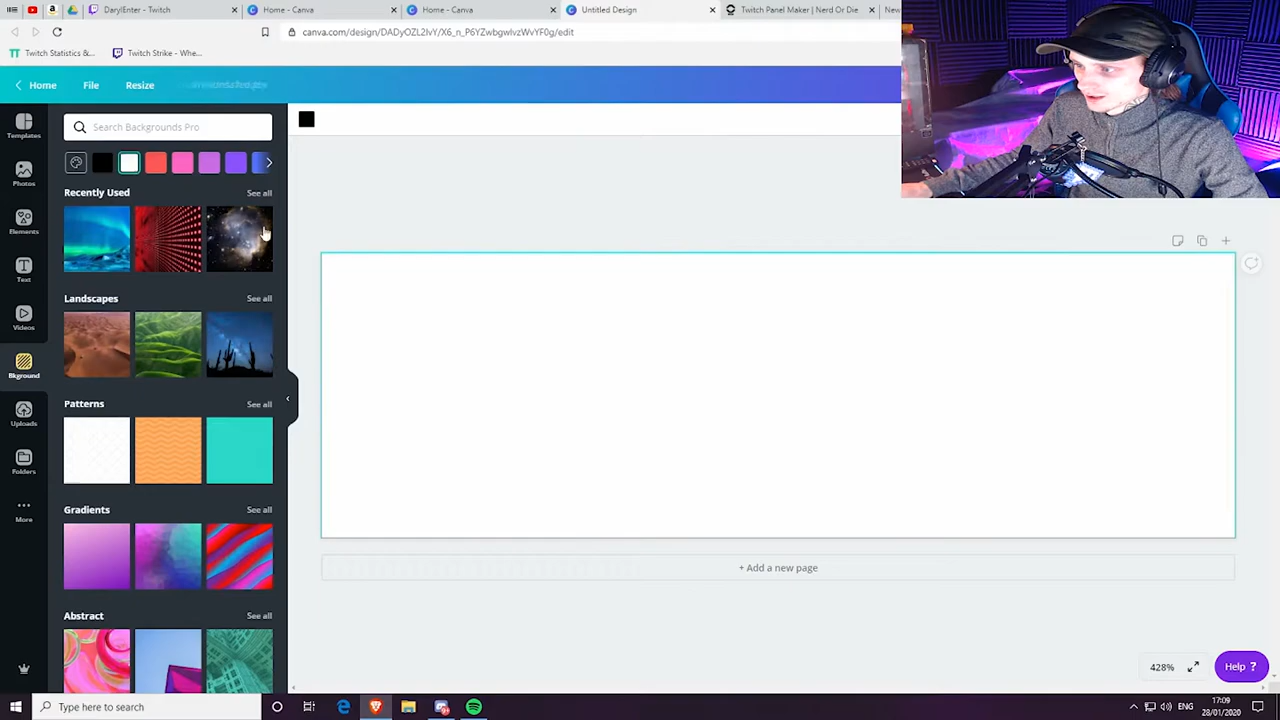 DarylEnter - Twitch
Home - Canva
Home - Canva
Untitled Design
Twitch Panel Maker | Nerd Or Die
New
canva.com/design/DADyOZL2IvY/X6_n_P6YZwbgwIvzWvYF0g/edit
Twitch Statistics &...
Twitch Strike - Whe...
Home
File
Resize
Search Backgrounds Pro
Templates
Photos
Elements
Text
Videos
Bkground
Uploads
Folders
More
Recently Used
See all
Landscapes
See all
Patterns
See all
Gradients
See all
Abstract
See all
+ Add a new page
428%
Help ?
Type here to search
ENG
17:09
28/01/2020